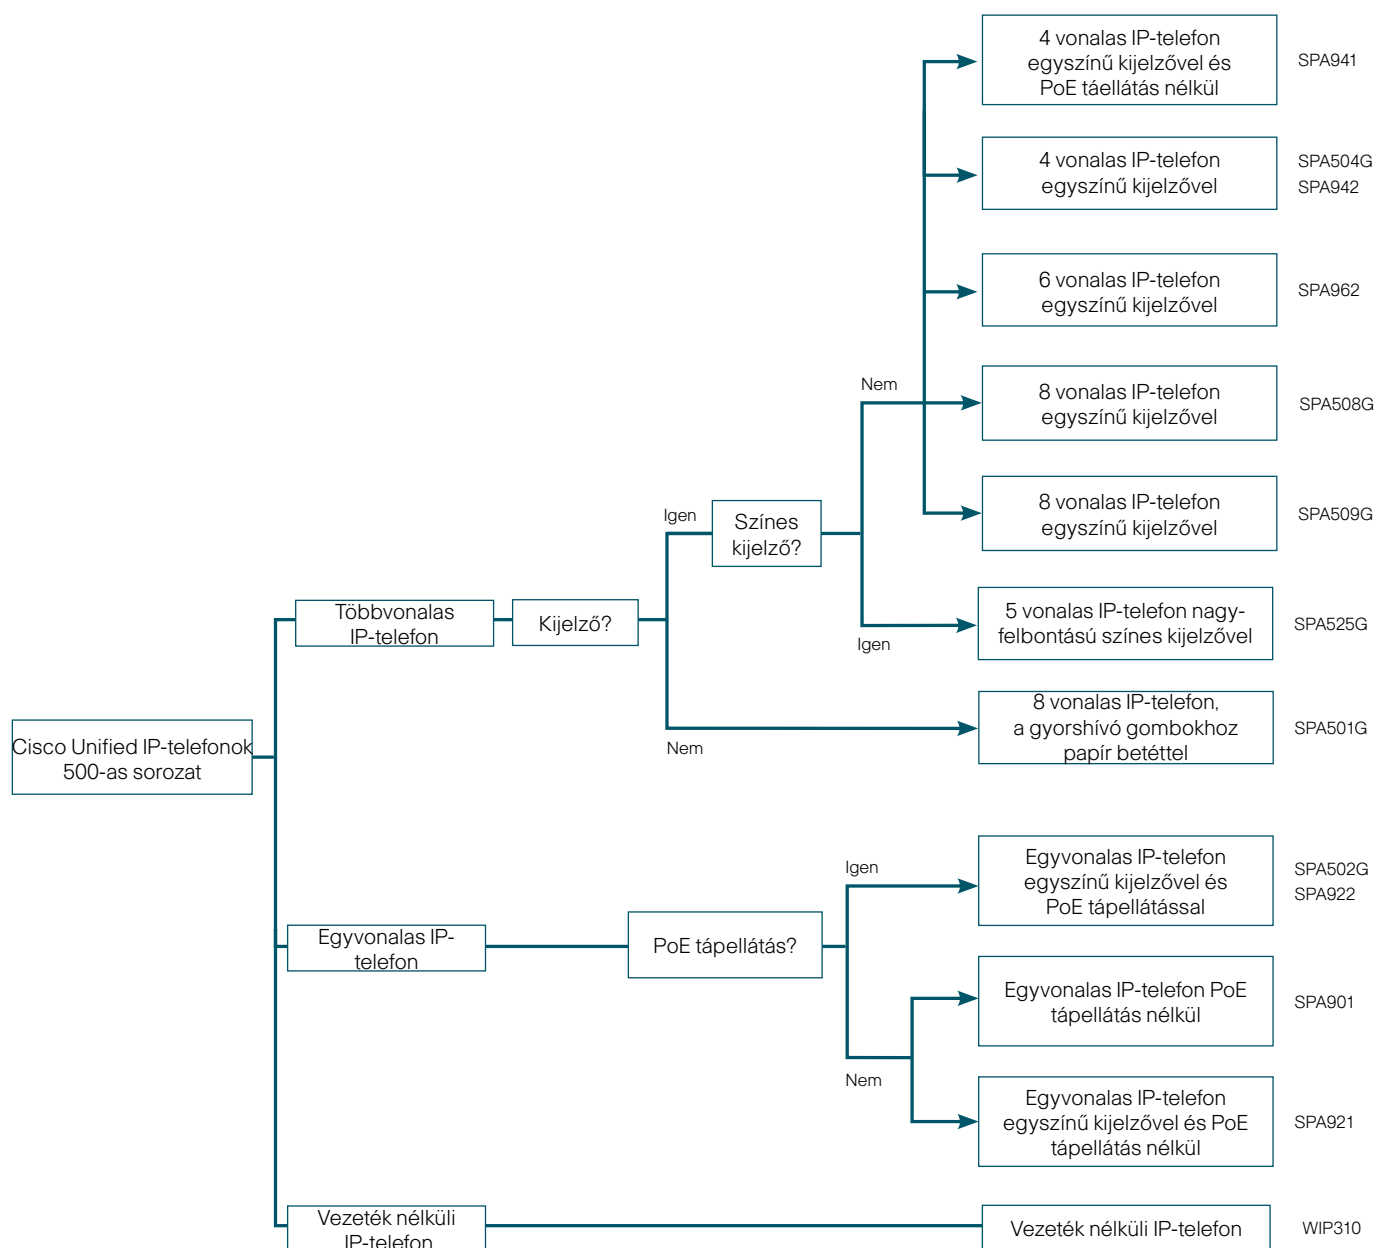 4 vonalas IP-telefon
egyszínű kijelzővel és
PoE táellátás nélkül
SPA941
4 vonalas IP-telefon
egyszínű kijelzővel
SPA504G
SPA942
6 vonalas IP-telefon
egyszínű kijelzővel
SPA962
Nem
8 vonalas IP-telefon
egyszínű kijelzővel
SPA508G
Igen
Színes
kijelző?
8 vonalas IP-telefon
egyszínű kijelzővel
SPA509G
Többvonalas
IP-telefon
Kijelző?
Igen
5 vonalas IP-telefon nagy-
felbontású színes kijelzővel
SPA525G
Nem
8 vonalas IP-telefon,
a gyorshívó gombokhoz
papír betéttel
SPA501G
Cisco Unified IP-telefonok
500-as sorozat
Igen
Egyvonalas IP-telefon
egyszínű kijelzővel és
PoE tápellátással
SPA502G
SPA922
Egyvonalas IP-
telefon
PoE tápellátás?
Egyvonalas IP-telefon PoE
tápellátás nélkül
SPA901
Nem
Egyvonalas IP-telefon
egyszínű kijelzővel és PoE
tápellátás nélkül
SPA921
Vezeték nélküli
IP-telefon
Vezeték nélküli IP-telefon
WIP310